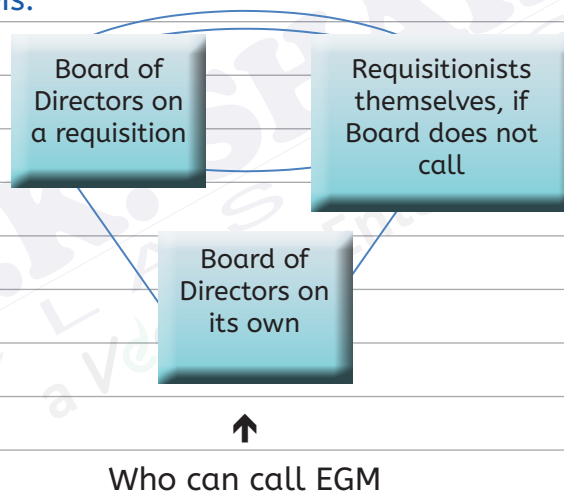 Board of
Directors on
a requisition
Requisitionists
themselves, if
Board does not
call
Board of
Directors on
its own
Who can call EGM